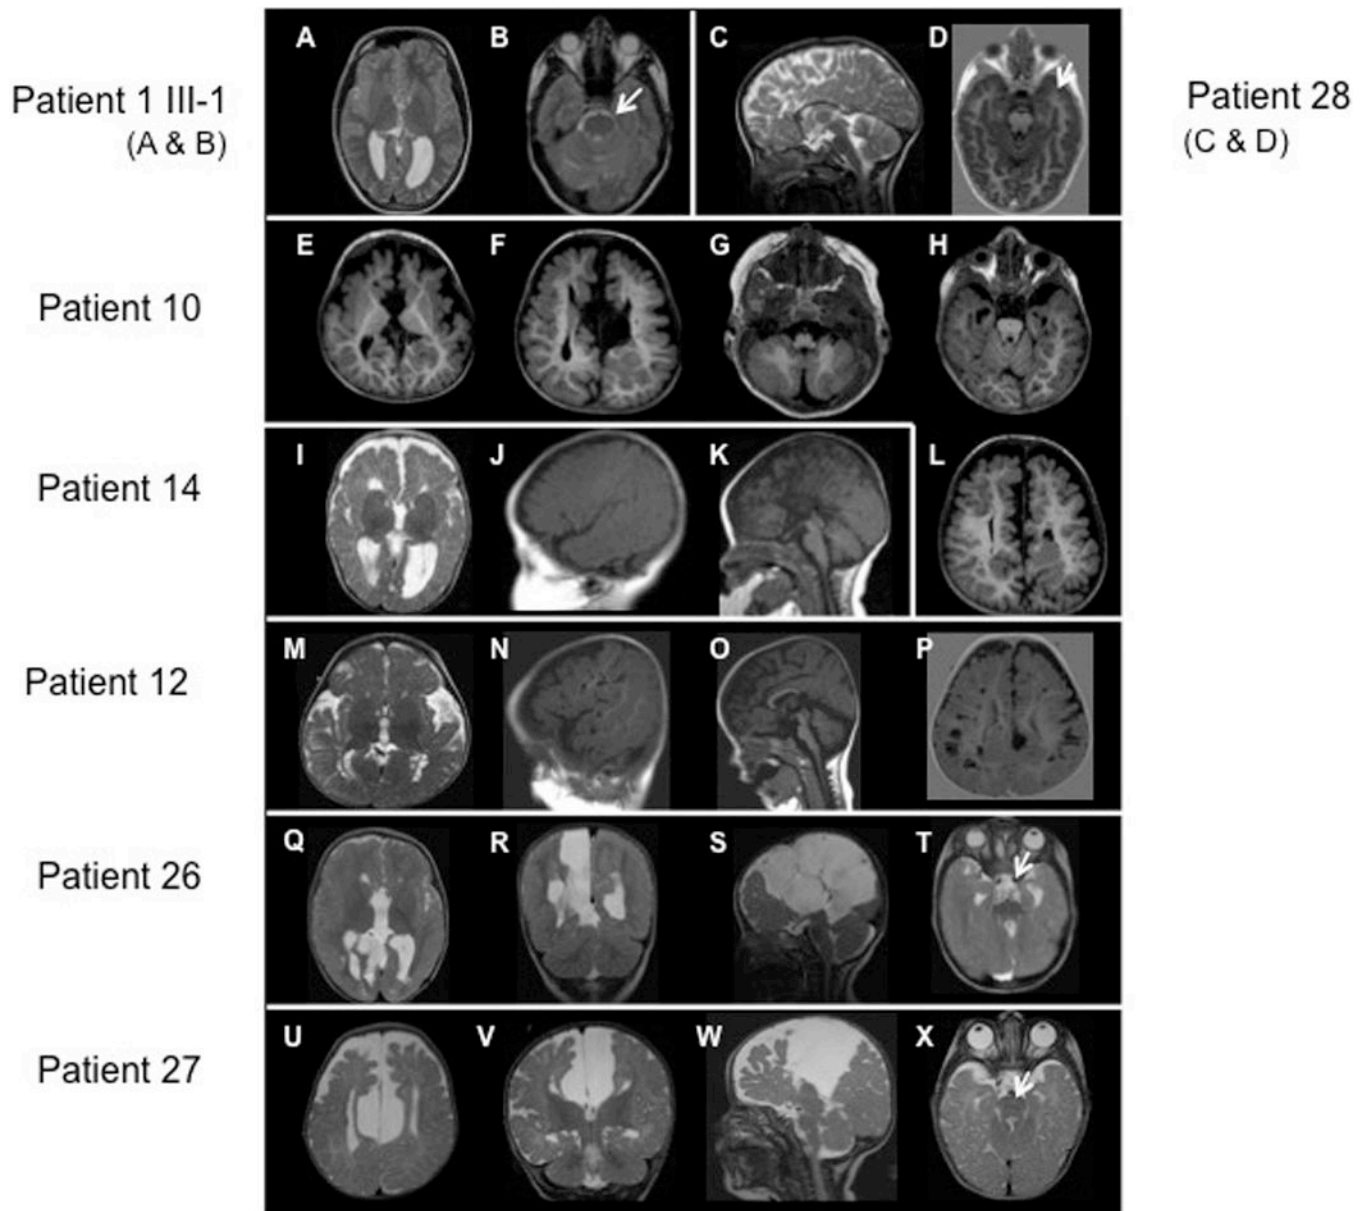 Patient 1 III-1
(A & B)
A
B
C
D
Patient 28
(C & D)
Patient 10
E
F
G
H
Patient 14
I
J
K
L
Patient 12
M
N
O
P
Patient 26
Q
R
S
T
Patient 27
U
V
W
X